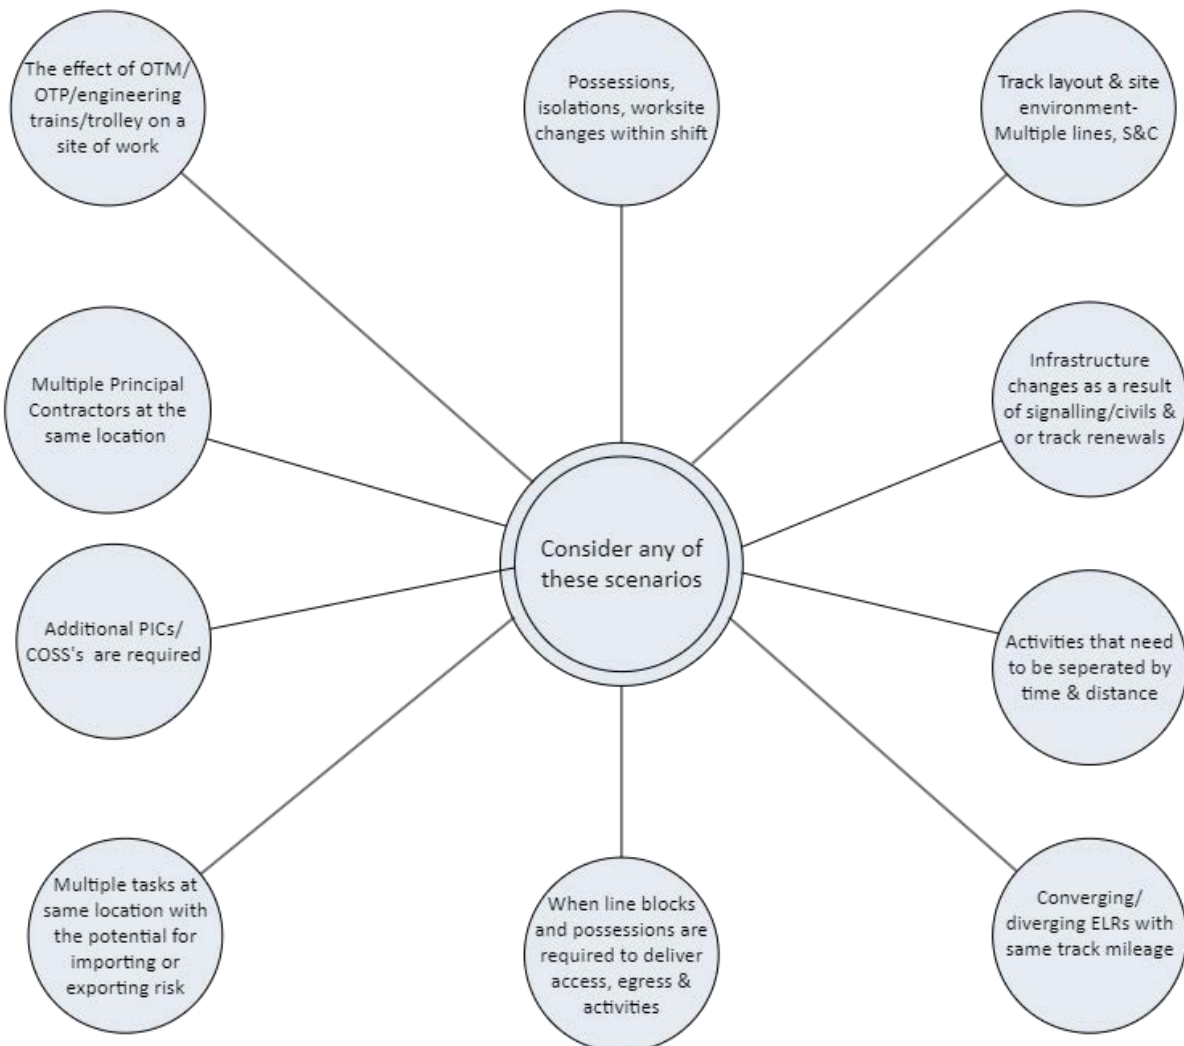 The effect of OTM/
OTP/engineering
trains/trolley on a
site of work
Possessions,
isolations, worksite
changes within shift
Track layout & site
environment-
Multiple lines, S&C
Multiple Principal
Contractors at the
same location
Infrastructure
changes as a result
of signalling/civils &
or track renewals
Consider any of
these scenarios
Additional PICs/
COSS's are required
Activities that need
to be seperated by
time & distance
Multiple tasks at
same location with
the potential for
importing or
exporting risk
When line blocks
and possessions are
required to deliver
access, egress &
activities
Converging/
diverging ELRs with
same track mileage